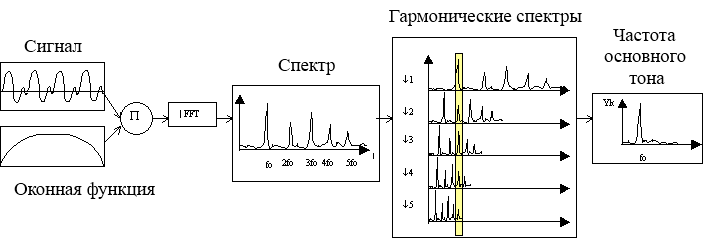 Гармонические спектры
Частота
основного
тона
Сигнал
Спектр
П
| FFT
Оконная функция
fo 2fo 3fo 4fo 5fo
↓1
↓2
↓3
↓4
↓5
Yk
fo